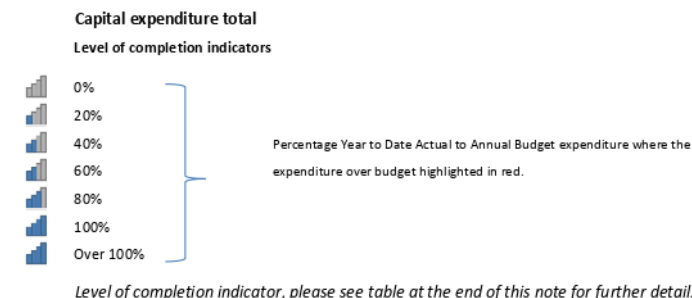 Capital expenditure total
Level of completion indicators
0%
20%
40%
60%
80%
100%
Over 100%
Percentage Year to Date Actual to Annual Budget expenditure where the
expenditure over budget highlighted in red.
Level of completion indicator, please see table at the end of this note for further detail.